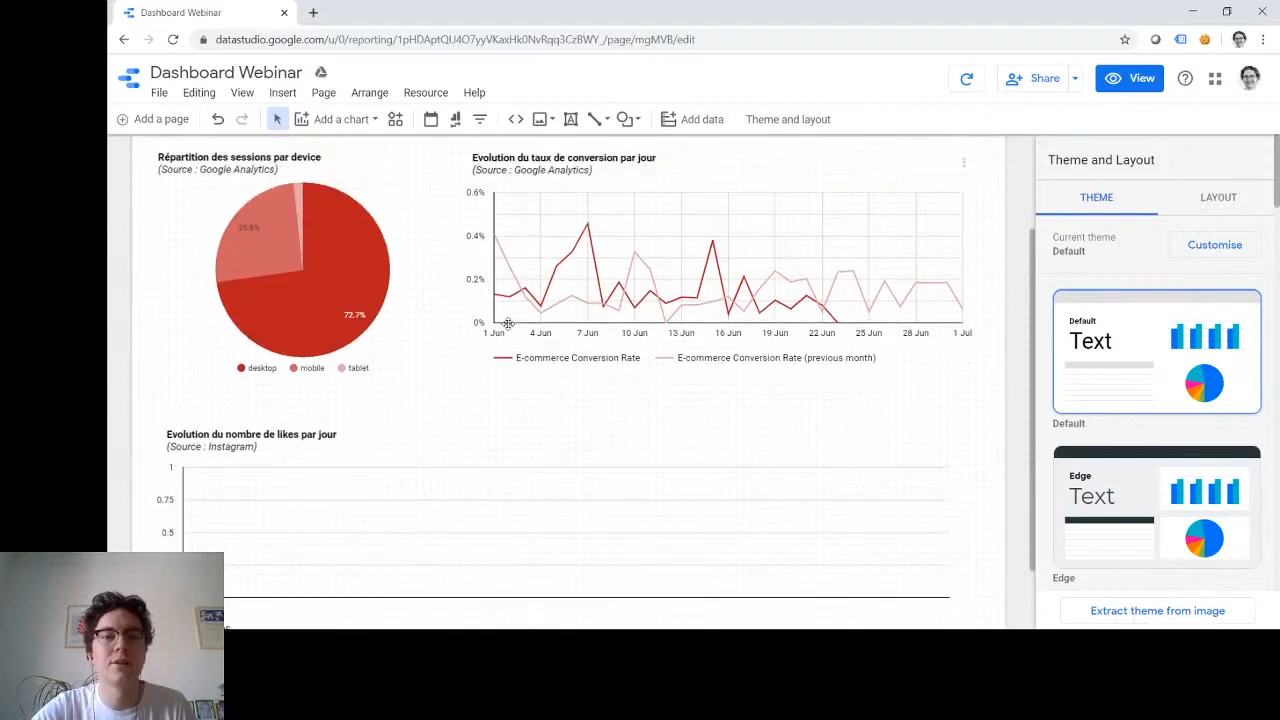 Dashboard Webinar
datastudio.google.com/u/0/reporting/1pHDAptQU4O7yyVKaxHk0NvRqq3CzBWY_/page/mgMVB/edit
Dashboard Webinar
File Editing View Insert Page Arrange Resource Help
Share
View
Add a page
Add a chart
Add data
Theme and layout
Répartition des sessions par device
(Source : Google Analytics)
25.6%
72.7%
desktop mobile tablet
Evolution du taux de conversion par jour
(Source : Google Analytics)
0.6%
0.4%
0.2%
0%
1 Jun 4 Jun 7 Jun 10 Jun 13 Jun 16 Jun 19 Jun 22 Jun 25 Jun 28 Jun 1 Jul
E-commerce Conversion Rate E-commerce Conversion Rate (previous month)
Evolution du nombre de likes par jour
(Source : Instagram)
1
0.75
0.5
Theme and Layout
THEME LAYOUT
Current theme
Default
Customise
Default
Text
Default
Edge
Text
Edge
Extract theme from image